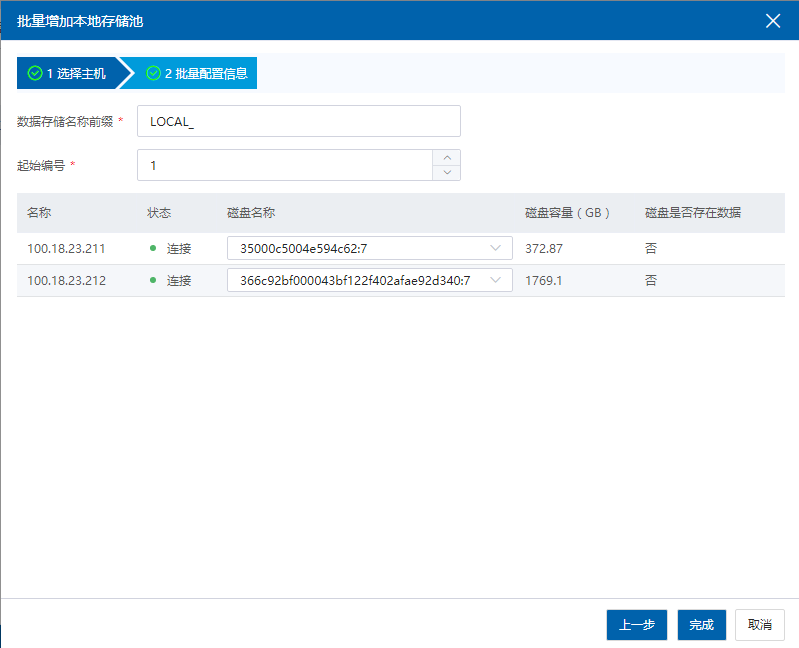 批量增加本地存储池
1 选择主机 2 批量配置信息
数据存储名称前缀 * LOCAL_
起始编号 * 1
名称 状态 磁盘名称 磁盘容量（GB） 磁盘是否存在数据
100.18.23.211 连接 35000c5004e594c62:7 372.87 否
100.18.23.212 连接 366c92bf000043bf122f402afae92d340:7 1769.1 否
上一步 完成 取消